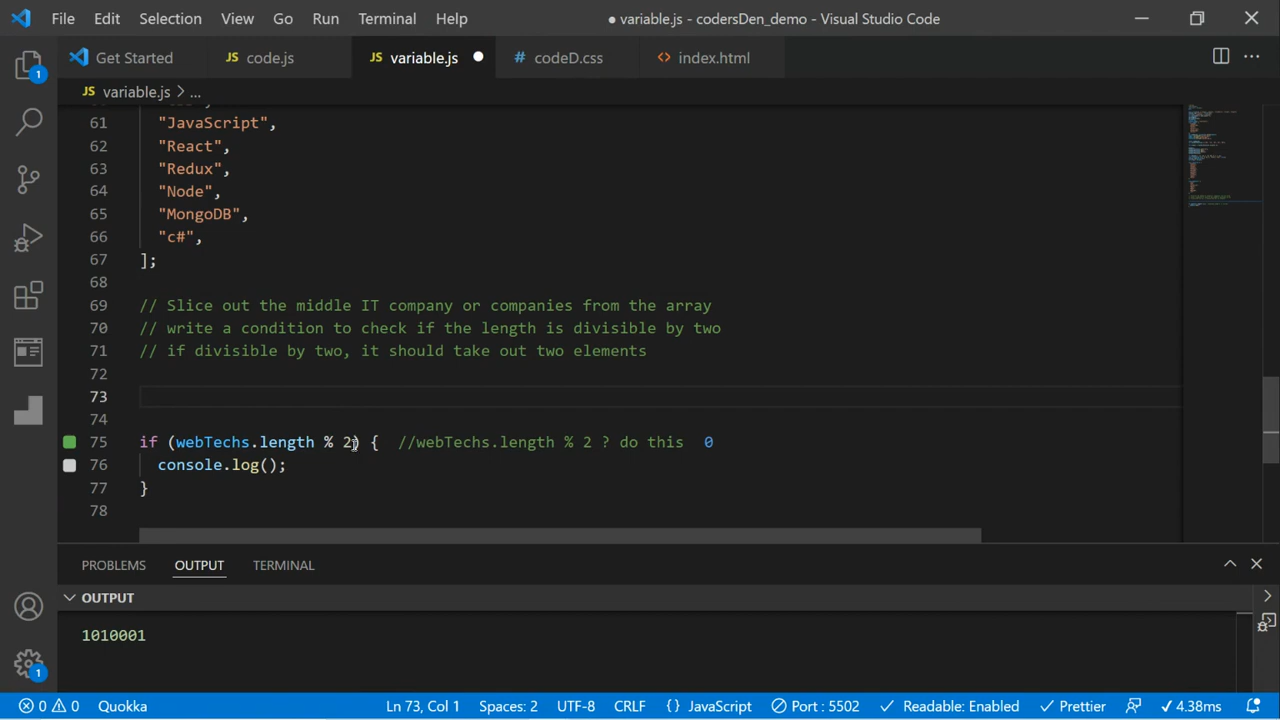 File Edit Selection View Go Run Terminal Help ● variable.js - codersDen_demo - Visual Studio Code
Get Started JS code.js JS variable.js # codeD.css <> index.html
1
JS variable.js > ...
61 "JavaScript",
62 "React",
63 "Redux",
64 "Node",
65 "MongoDB",
66 "c#",
67 ];
68
69 // Slice out the middle IT company or companies from the array
70 // write a condition to check if the length is divisible by two
71 // if divisible by two, it should take out two elements
72
73
74
75 if (webTechs.length % 2) { //webTechs.length % 2 ? do this 0
76 console.log();
77 }
78
PROBLEMS OUTPUT TERMINAL
OUTPUT
1010001
1
0 0 Quokka Ln 73, Col 1 Spaces: 2 UTF-8 CRLF {} JavaScript Port : 5502 Readable: Enabled Prettier 4.38ms